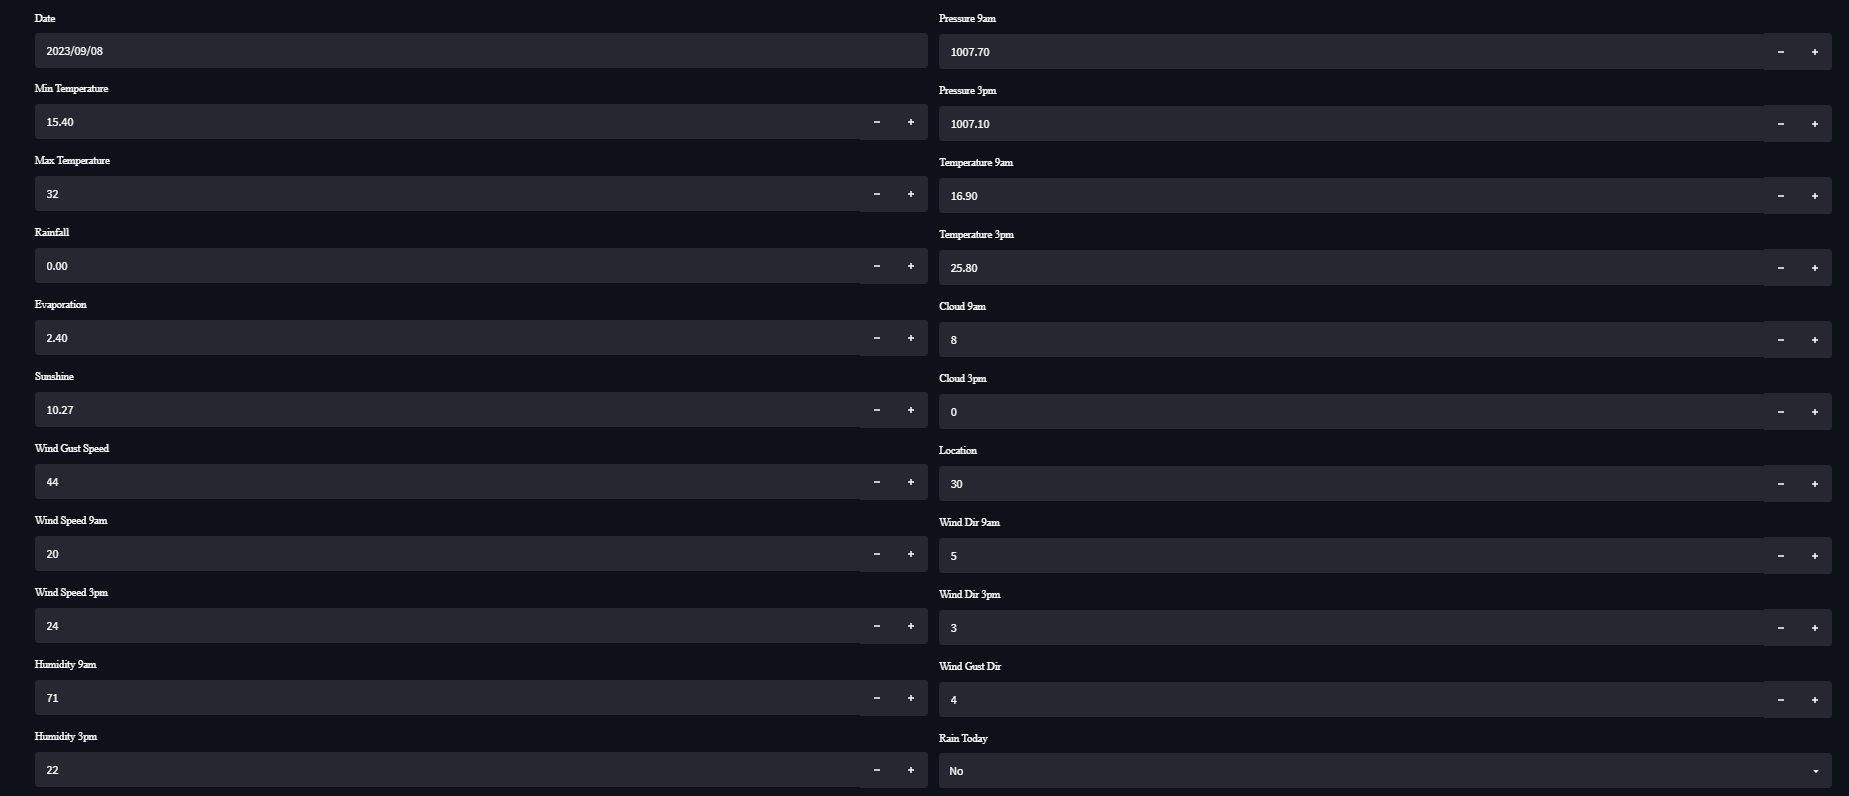 Date
2023/09/08
Min Temperature
15.40
Max Temperature
32
Rainfall
0.00
Evaporation
2.40
Sunshine
10.27
Wind Gust Speed
44
Wind Speed 9am
20
Wind Speed 3pm
24
Humidity 9am
71
Humidity 3pm
22
Pressure 9am
1007.70
Pressure 3pm
1007.10
Temperature 9am
16.90
Temperature 3pm
25.80
Cloud 9am
8
Cloud 3pm
0
Location
30
Wind Dir 9am
5
Wind Dir 3pm
3
Wind Gust Dir
4
Rain Today
No